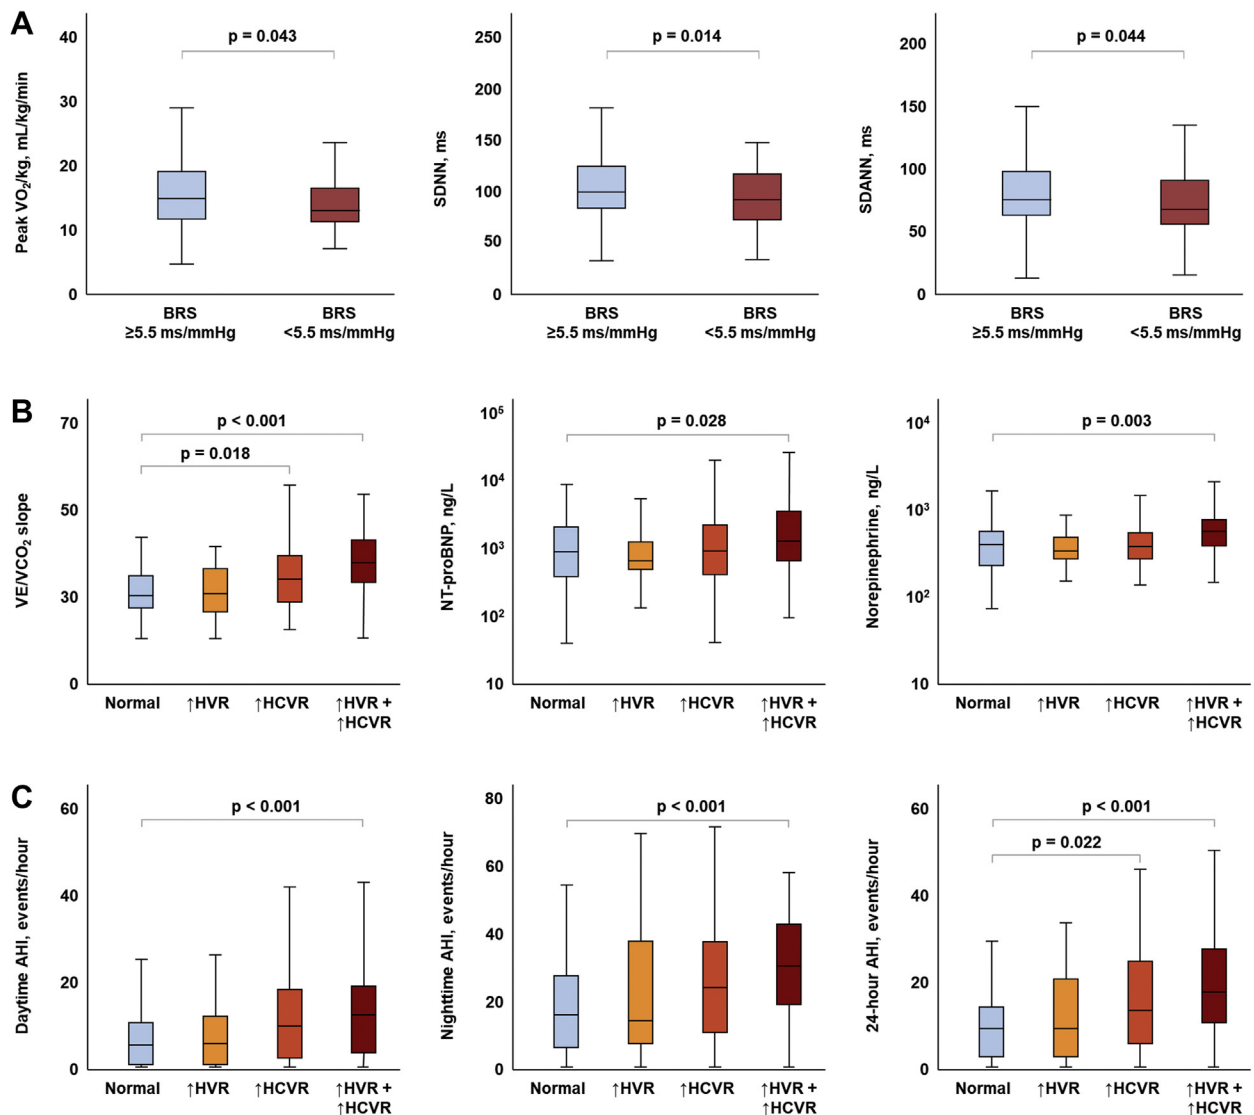 A
Peak VO₂/kg, mL/kg/min
40
30
20
10
0
p = 0.043
BRS
≥5.5 ms/mmHg
BRS
<5.5 ms/mmHg
SDNN, ms
250
200
150
100
50
0
p = 0.014
BRS
≥5.5 ms/mmHg
BRS
<5.5 ms/mmHg
SDANN, ms
200
150
100
50
0
p = 0.044
BRS
≥5.5 ms/mmHg
BRS
<5.5 ms/mmHg
B
VE/VCO₂ slope
70
50
30
0
p < 0.001
p = 0.018
Normal
↑HVR
↑HCVR
↑HVR +
↑HCVR
NT-proBNP, ng/L
10⁵
10⁴
10³
10²
10
p = 0.028
Normal
↑HVR
↑HCVR
↑HVR +
↑HCVR
Norepinephrine, ng/L
10⁴
10³
10²
10
p = 0.003
Normal
↑HVR
↑HCVR
↑HVR +
↑HCVR
C
Daytime AHI, events/hour
60
40
20
0
p < 0.001
Normal
↑HVR
↑HCVR
↑HVR +
↑HCVR
Nighttime AHI, events/hour
80
60
40
20
0
p < 0.001
Normal
↑HVR
↑HCVR
↑HVR +
↑HCVR
24-hour AHI, events/hour
60
40
20
0
p < 0.001
p = 0.022
Normal
↑HVR
↑HCVR
↑HVR +
↑HCVR